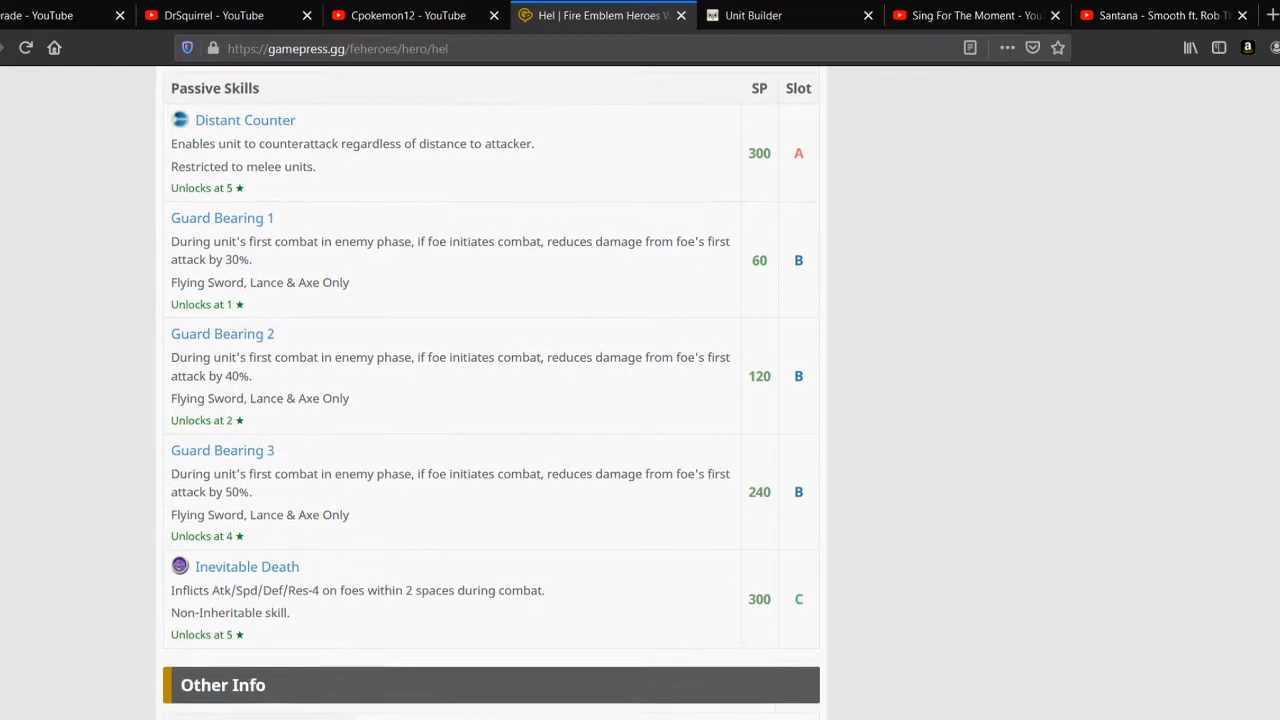 rade - YouTube
DrSquirrel - YouTube
Cpokemon12 - YouTube
Hel | Fire Emblem Heroes W
Unit Builder
Sing For The Moment - You
Santana - Smooth ft. Rob T
https://gamepress.gg/feheroes/hero/hel
Passive Skills SP Slot
Distant Counter
Enables unit to counterattack regardless of distance to attacker.
Restricted to melee units.
Unlocks at 5 ★
300 A
Guard Bearing 1
During unit's first combat in enemy phase, if foe initiates combat, reduces damage from foe's first
attack by 30%.
Flying Sword, Lance & Axe Only
Unlocks at 1 ★
60 B
Guard Bearing 2
During unit's first combat in enemy phase, if foe initiates combat, reduces damage from foe's first
attack by 40%.
Flying Sword, Lance & Axe Only
Unlocks at 2 ★
120 B
Guard Bearing 3
During unit's first combat in enemy phase, if foe initiates combat, reduces damage from foe's first
attack by 50%.
Flying Sword, Lance & Axe Only
Unlocks at 4 ★
240 B
Inevitable Death
Inflicts Atk/Spd/Def/Res-4 on foes within 2 spaces during combat.
Non-Inheritable skill.
Unlocks at 5 ★
300 C
Other Info